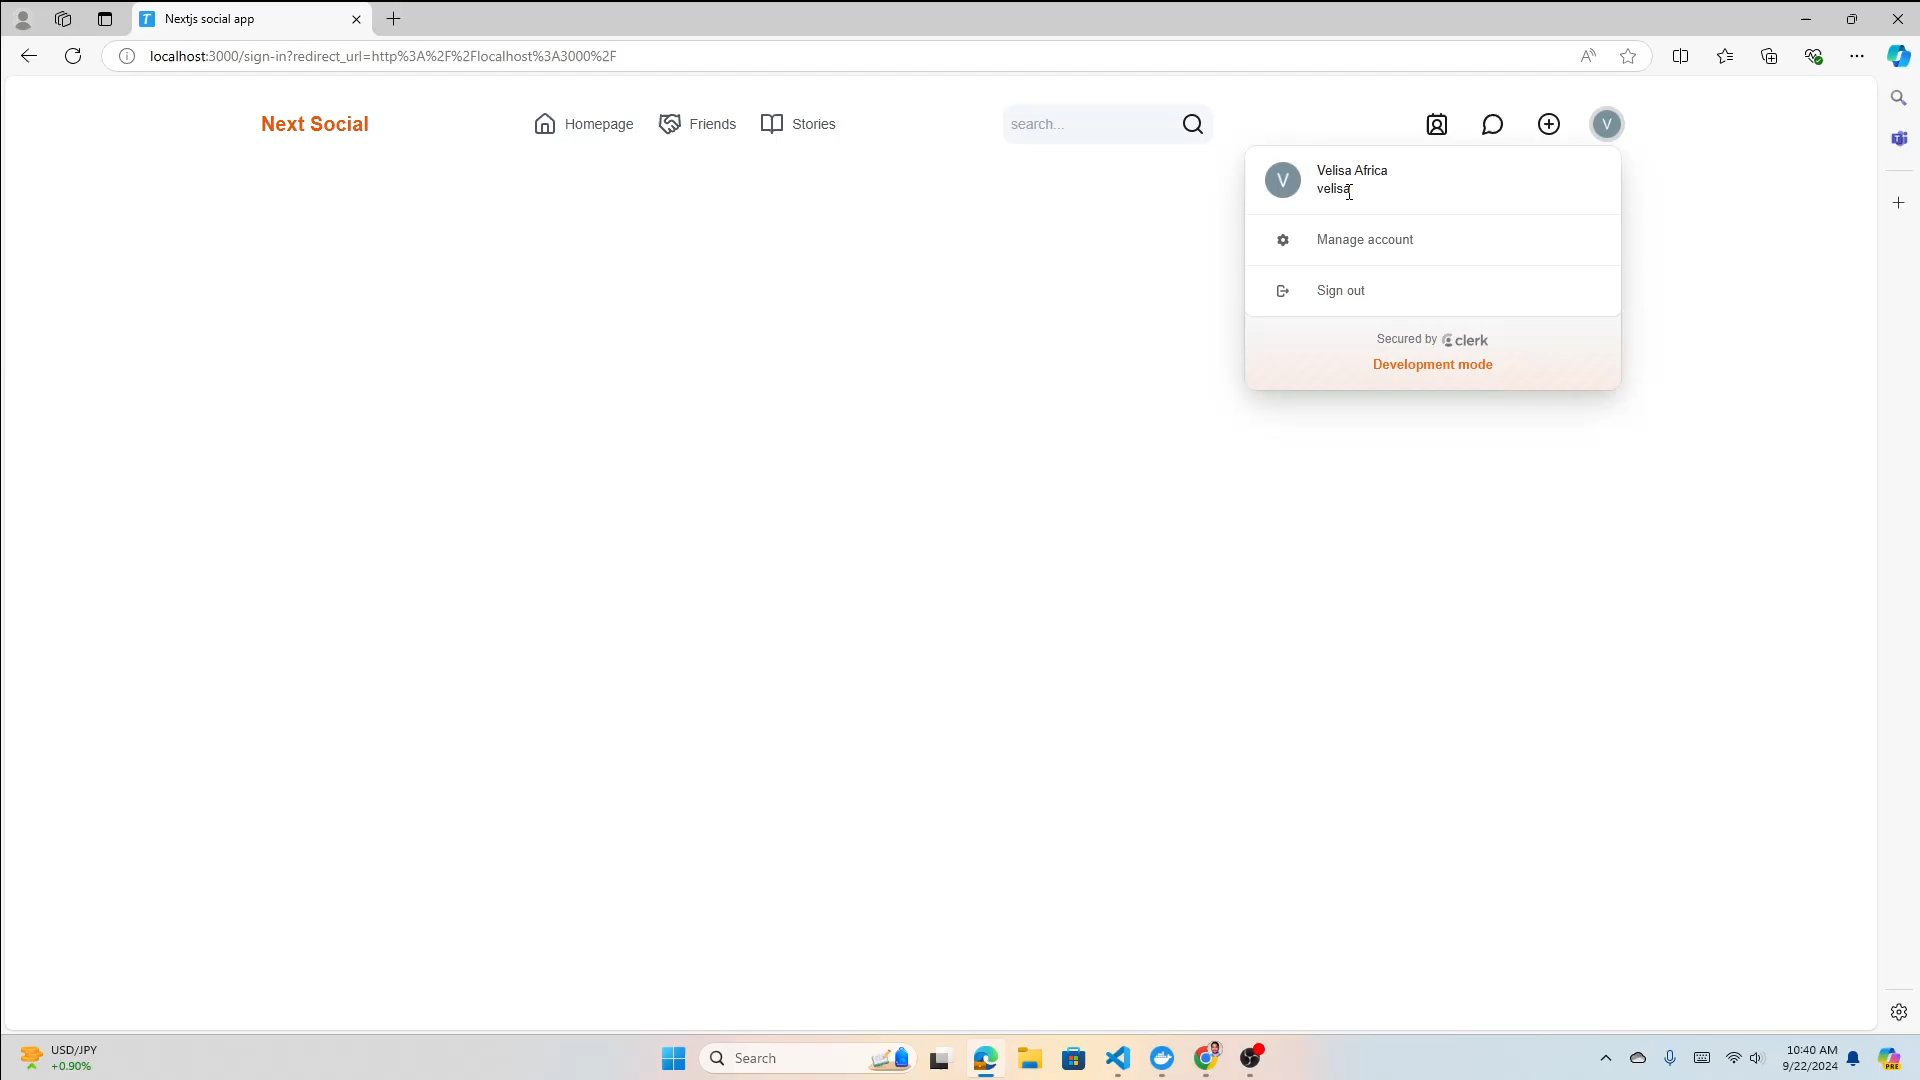 Nextjs social app
localhost:3000/sign-in?redirect_url=http%3A%2F%2Flocalhost%3A3000%2F
Next Social
Homepage
Friends
Stories
search...
V
V
Velisa Africa
velisa
Manage account
Sign out
Secured by clerk
Development mode
USD/JPY
+0.90%
Search
10:40 AM
9/22/2024
PRE